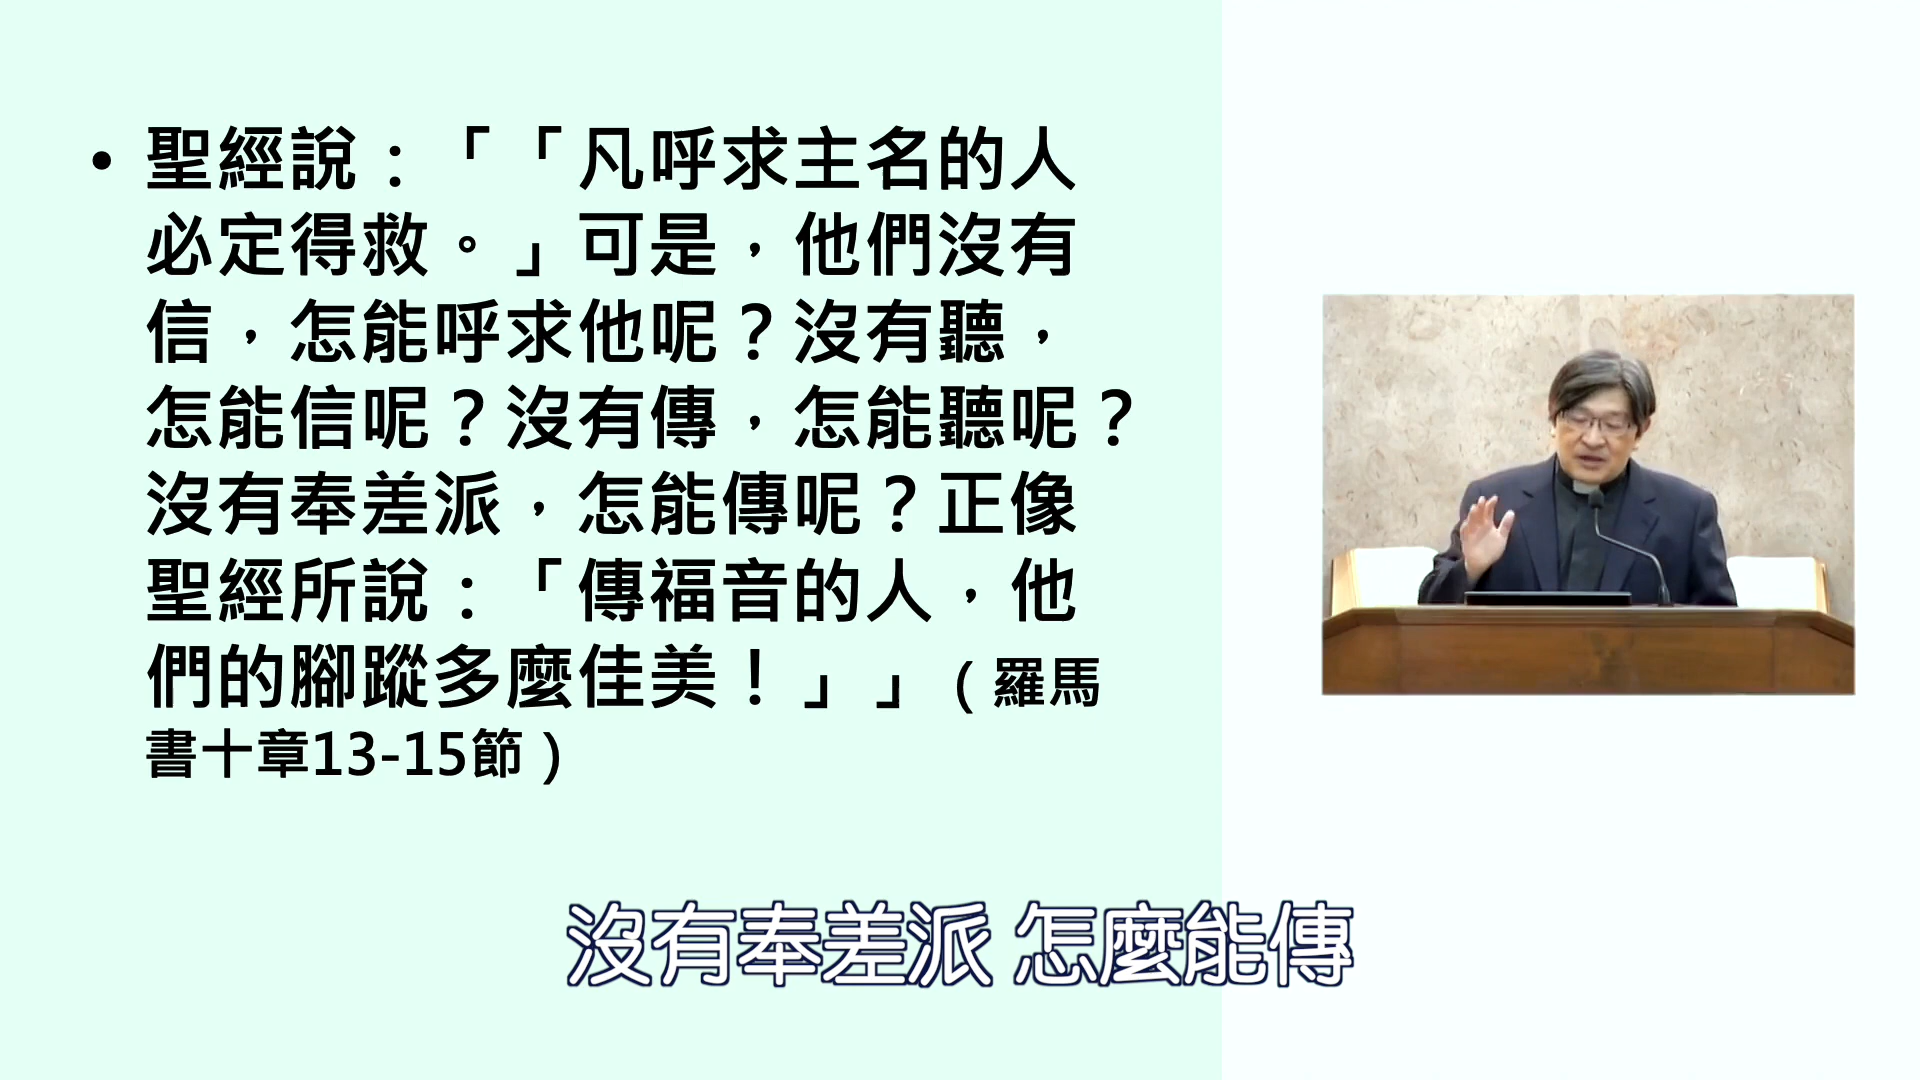 • 聖經說：「「凡呼求主名的人
必定得救。」可是，他們沒有
信，怎能呼求他呢？沒有聽，
怎能信呢？沒有傳，怎能聽呢？
沒有奉差派，怎能傳呢？正像
聖經所說：「傳福音的人，他
們的腳蹤多麼佳美！」」（羅馬
書十章13-15節）
沒有奉差派 怎麼能傳